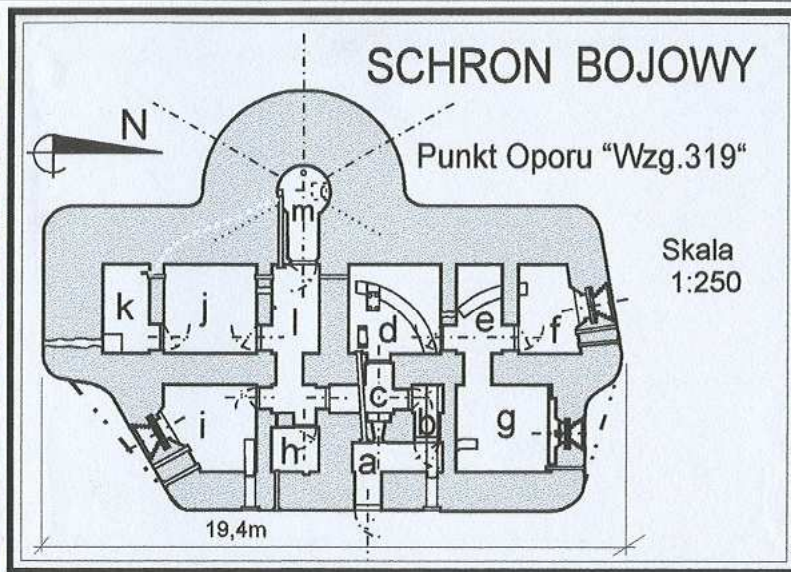 SCHRON BOJOWY
N
Punkt Oporu "Wzg.319"
Skala
1:250
m
k
j
l
d
e
f
i
h
c
b
a
g
19,4m